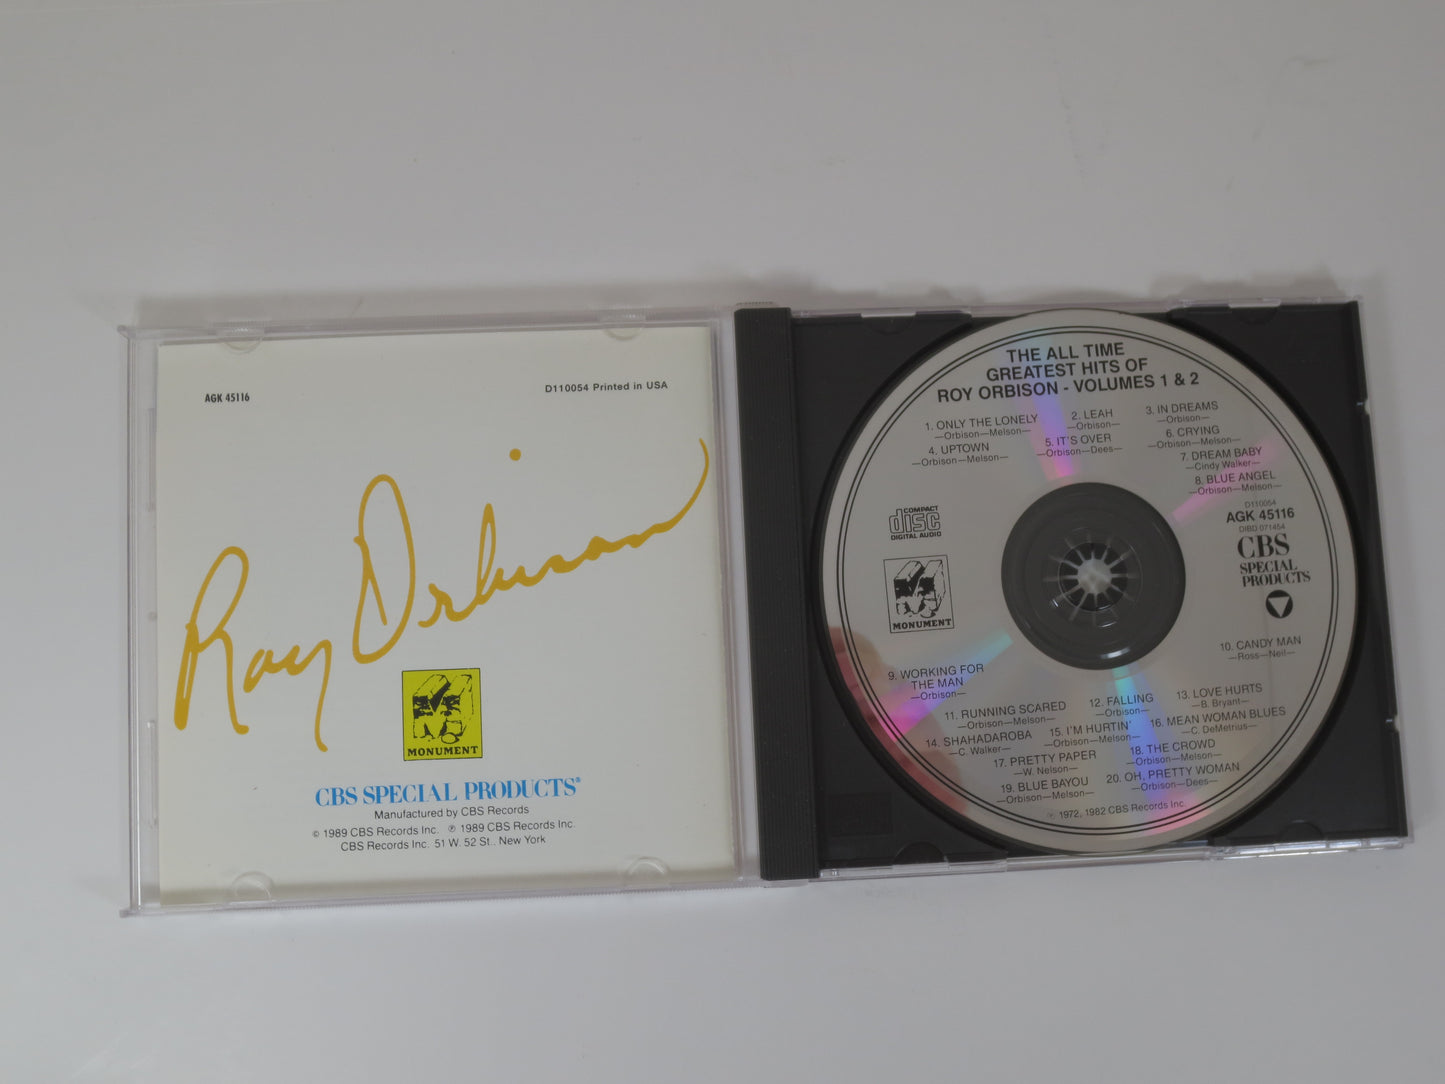 AGK 45116
D110054 Printed in USA
Roy Orbison
MONUMENT
CBS SPECIAL PRODUCTS®
Manufactured by CBS Records
© 1989 CBS Records Inc. ℗ 1989 CBS Records Inc.
CBS Records Inc. 51 W. 52 St., New York
THE ALL TIME
GREATEST HITS OF
ROY ORBISON - VOLUMES 1 & 2
1. ONLY THE LONELY
—Orbison—Melson—
2. LEAH
—Orbison—
3. IN DREAMS
—Orbison—
4. UPTOWN
—Orbison—Melson—
5. IT'S OVER
—Orbison—Dees—
6. CRYING
—Orbison—Melson—
7. DREAM BABY
—Cindy Walker—
8. BLUE ANGEL
—Orbison—Melson—
COMPACT
disc
DIGITAL AUDIO
D110054
AGK 45116
DIBD 071454
CBS
SPECIAL
PRODUCTS
MONUMENT
9. WORKING FOR
THE MAN
—Orbison—
10. CANDY MAN
—Ross—Neil—
11. RUNNING SCARED
—Orbison—Melson—
12. FALLING
—Orbison—
13. LOVE HURTS
—B. Bryant—
14. SHAHADAROBA
—C. Walker—
15. I'M HURTIN'
—Orbison—Melson—
16. MEAN WOMAN BLUES
—C. DeMetrius—
17. PRETTY PAPER
—W. Nelson—
18. THE CROWD
—Orbison—Melson—
19. BLUE BAYOU
—Orbison—Melson—
20. OH, PRETTY WOMAN
—Orbison—Dees—
℗ 1972, 1982 CBS Records Inc.